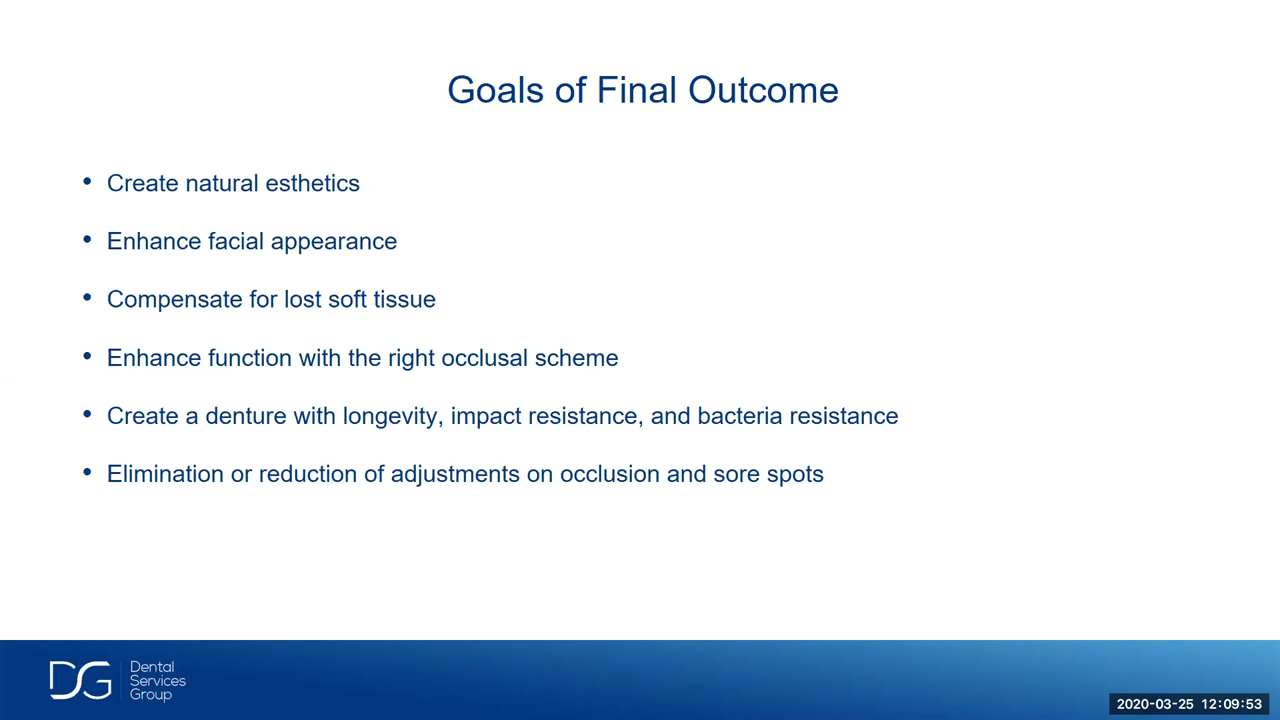 Goals of Final Outcome
• Create natural esthetics
• Enhance facial appearance
• Compensate for lost soft tissue
• Enhance function with the right occlusal scheme
• Create a denture with longevity, impact resistance, and bacteria resistance
• Elimination or reduction of adjustments on occlusion and sore spots
DSG
Dental
Services
Group
2020-03-25 12:09:53